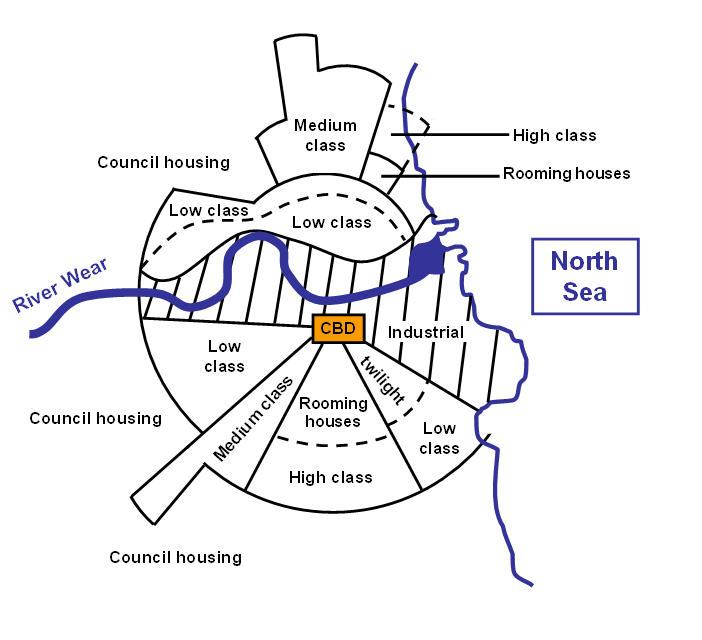 Medium
class
High class
Council housing
Rooming houses
Low class
Low class
North
Sea
River Wear
CBD
Industrial
Low
class
twilight
Medium class
Rooming
houses
Council housing
Low
class
High class
Council housing